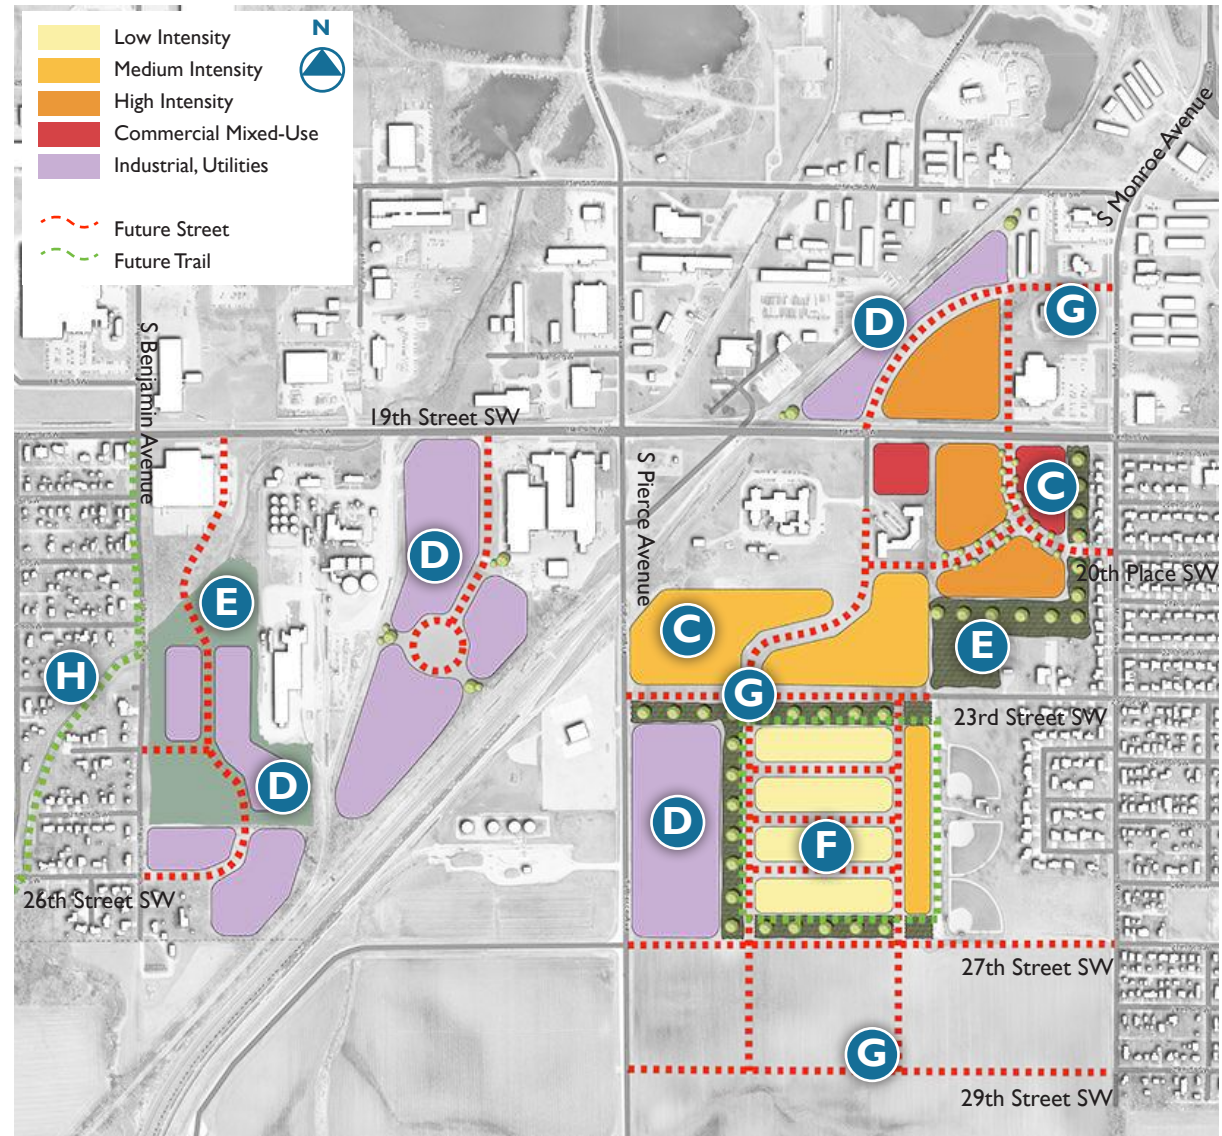 Low Intensity
N
Medium Intensity
High Intensity
Commercial Mixed-Use
Industrial, Utilities
Future Street
Future Trail
S Monroe Avenue
G
D
S Benjamin Avenue
19th Street SW
S Pierce Avenue
C
D
20th Place SW
E
C
E
H
G
23rd Street SW
D
D
F
26th Street SW
27th Street SW
G
29th Street SW